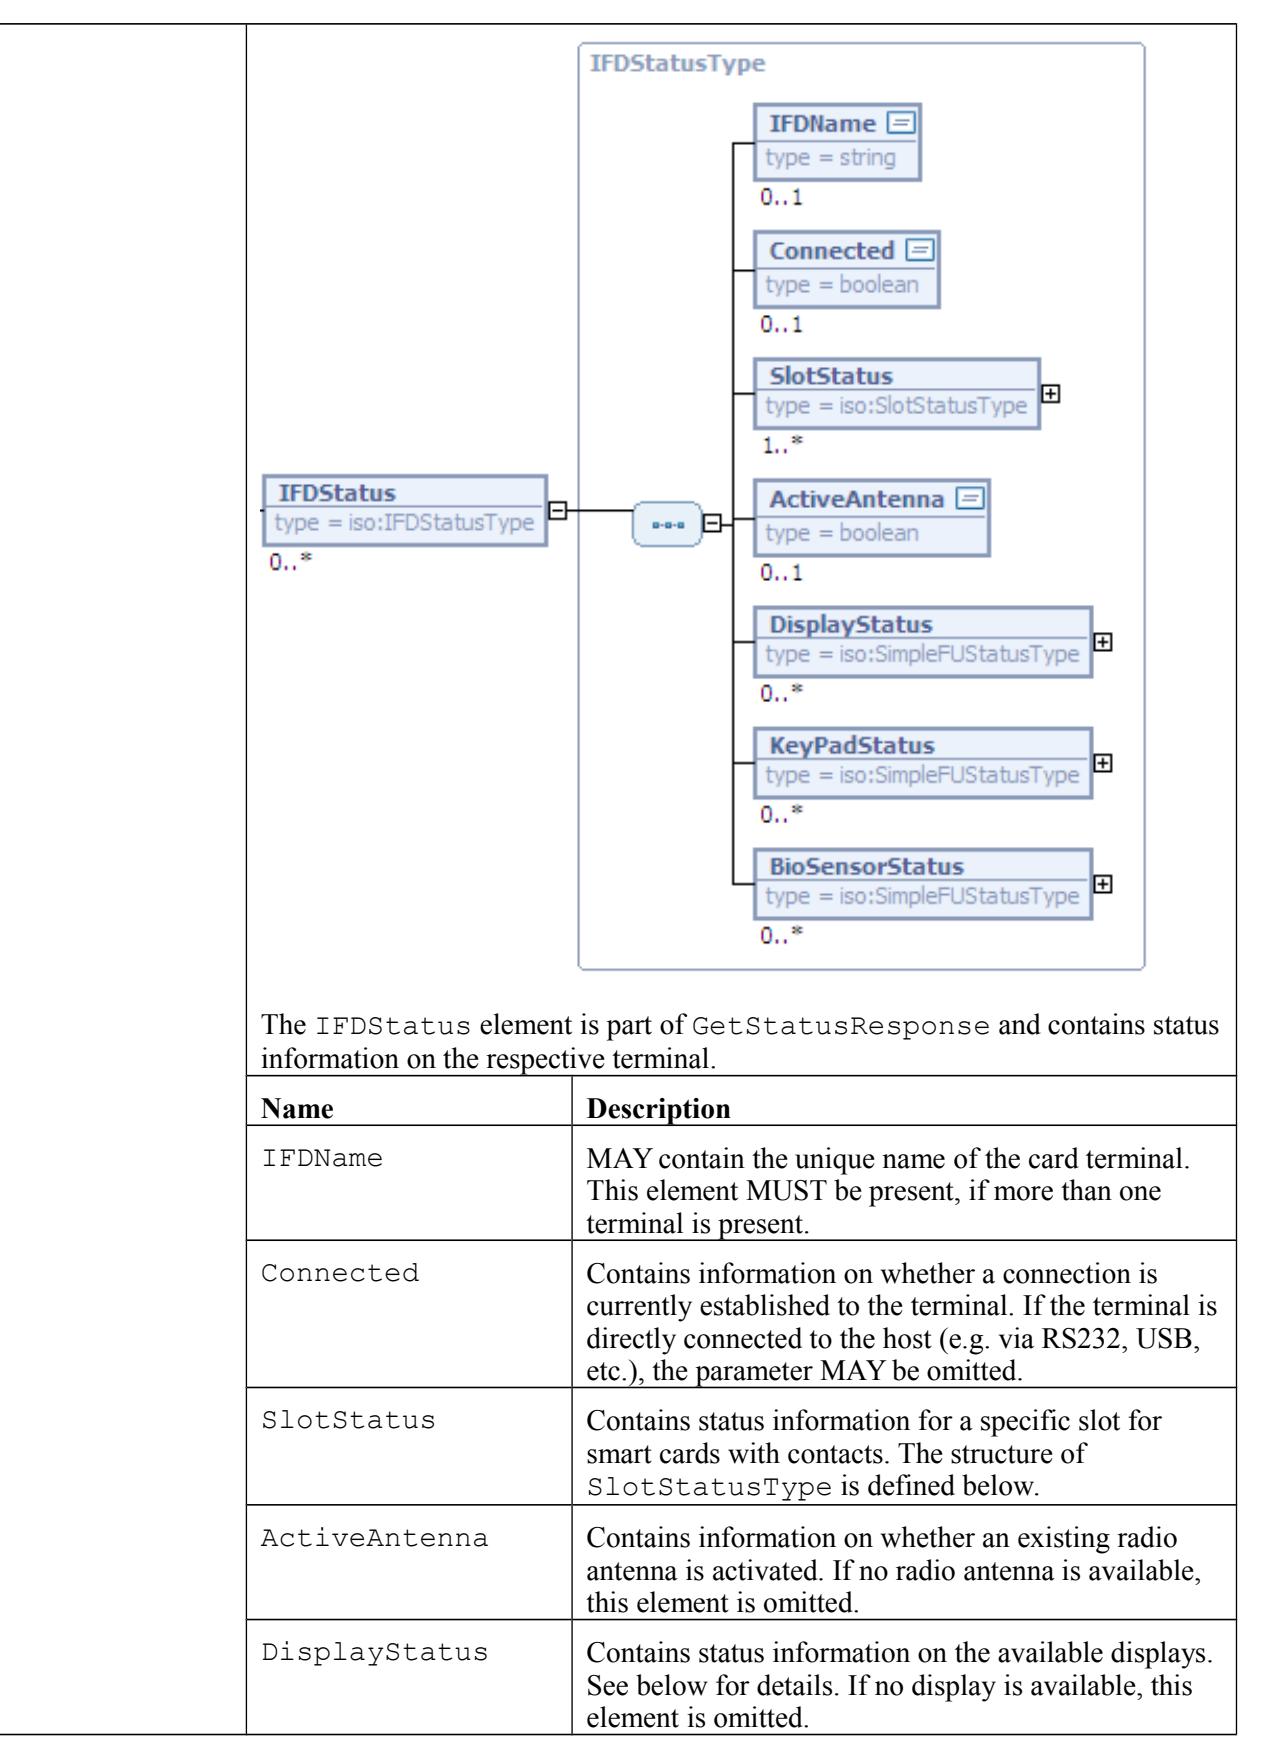 IFDStatusType
IFDName
type = string
0..1
Connected
type = boolean
0..1
SlotStatus
type = iso:SlotStatusType
1..*
IFDStatus
type = iso:IFDStatusType
0..*
ActiveAntenna
type = boolean
0..1
DisplayStatus
type = iso:SimpleFUStatusType
0..*
KeyPadStatus
type = iso:SimpleFUStatusType
0..*
BioSensorStatus
type = iso:SimpleFUStatusType
0..*
The IFDStatus element is part of GetStatusResponse and contains status
information on the respective terminal.
Name Description
IFDName MAY contain the unique name of the card terminal.
This element MUST be present, if more than one
terminal is present.
Connected Contains information on whether a connection is
currently established to the terminal. If the terminal is
directly connected to the host (e.g. via RS232, USB,
etc.), the parameter MAY be omitted.
SlotStatus Contains status information for a specific slot for
smart cards with contacts. The structure of
SlotStatusType is defined below.
ActiveAntenna Contains information on whether an existing radio
antenna is activated. If no radio antenna is available,
this element is omitted.
DisplayStatus Contains status information on the available displays.
See below for details. If no display is available, this
element is omitted.